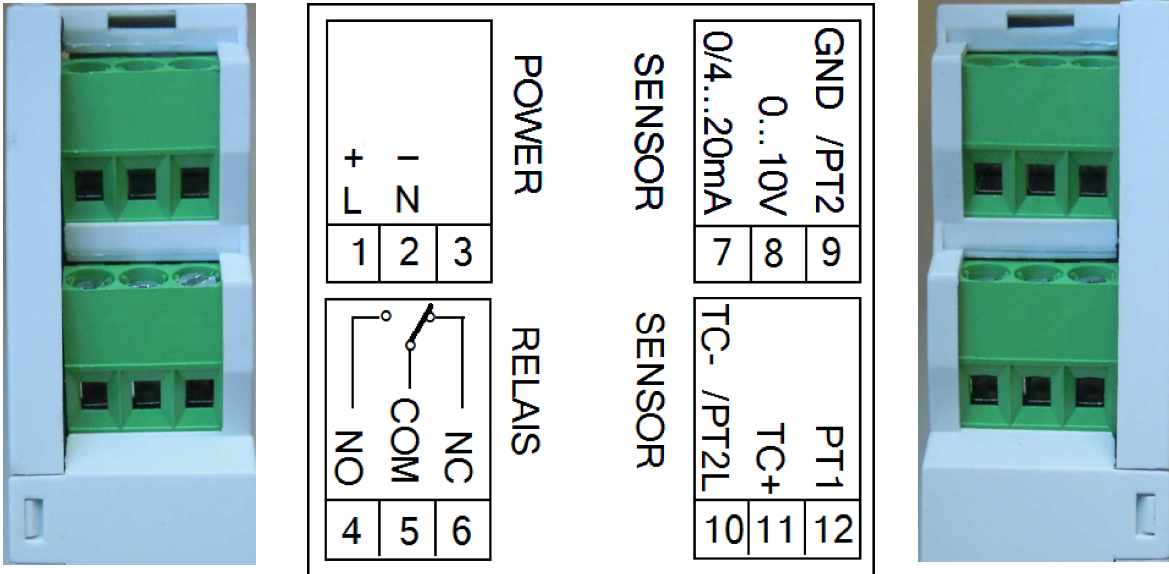 POWER
+ −
L N
1 2 3
SENSOR
0/4...20mA
0...10V
GND /PT2
7 8 9
RELAIS
NO
COM
NC
4 5 6
SENSOR
TC- /PT2L
TC+
PT1
10 11 12